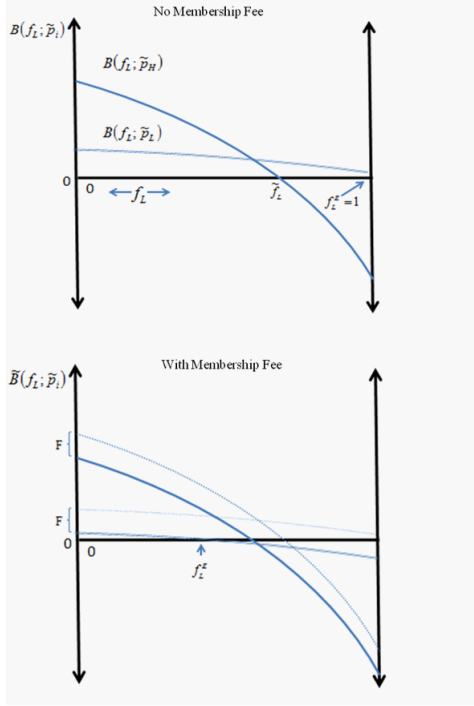 No Membership Fee
B(f_L; p̃_i)
B(f_L; p̃_H)
B(f_L; p̃_L)
0
0
f_L
f̃_L
f_L^E = 1
With Membership Fee
B̃(f_L; p̃_i)
F
F
0
0
f_L^E